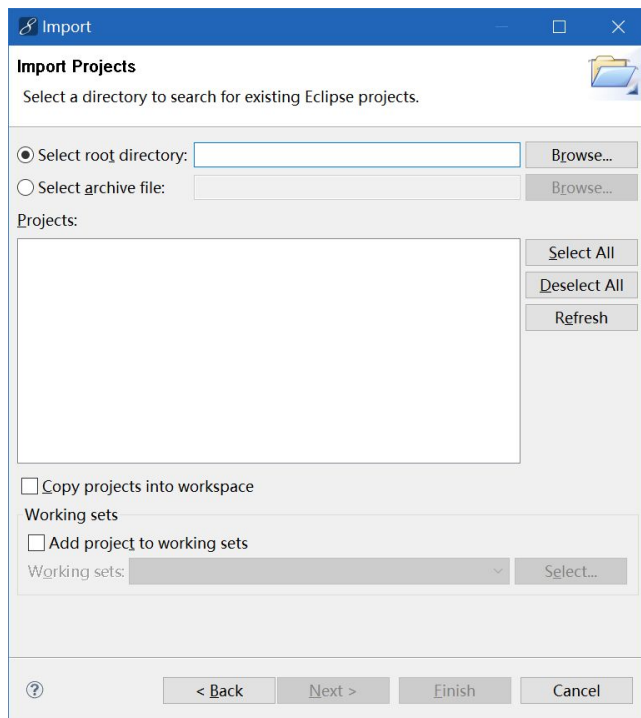 Import
Import Projects
Select a directory to search for existing Eclipse projects.
Select root directory:
Browse...
Select archive file:
Browse...
Projects:
Select All
Deselect All
Refresh
Copy projects into workspace
Working sets
Add project to working sets
Working sets:
Select...
?
< Back
Next >
Finish
Cancel